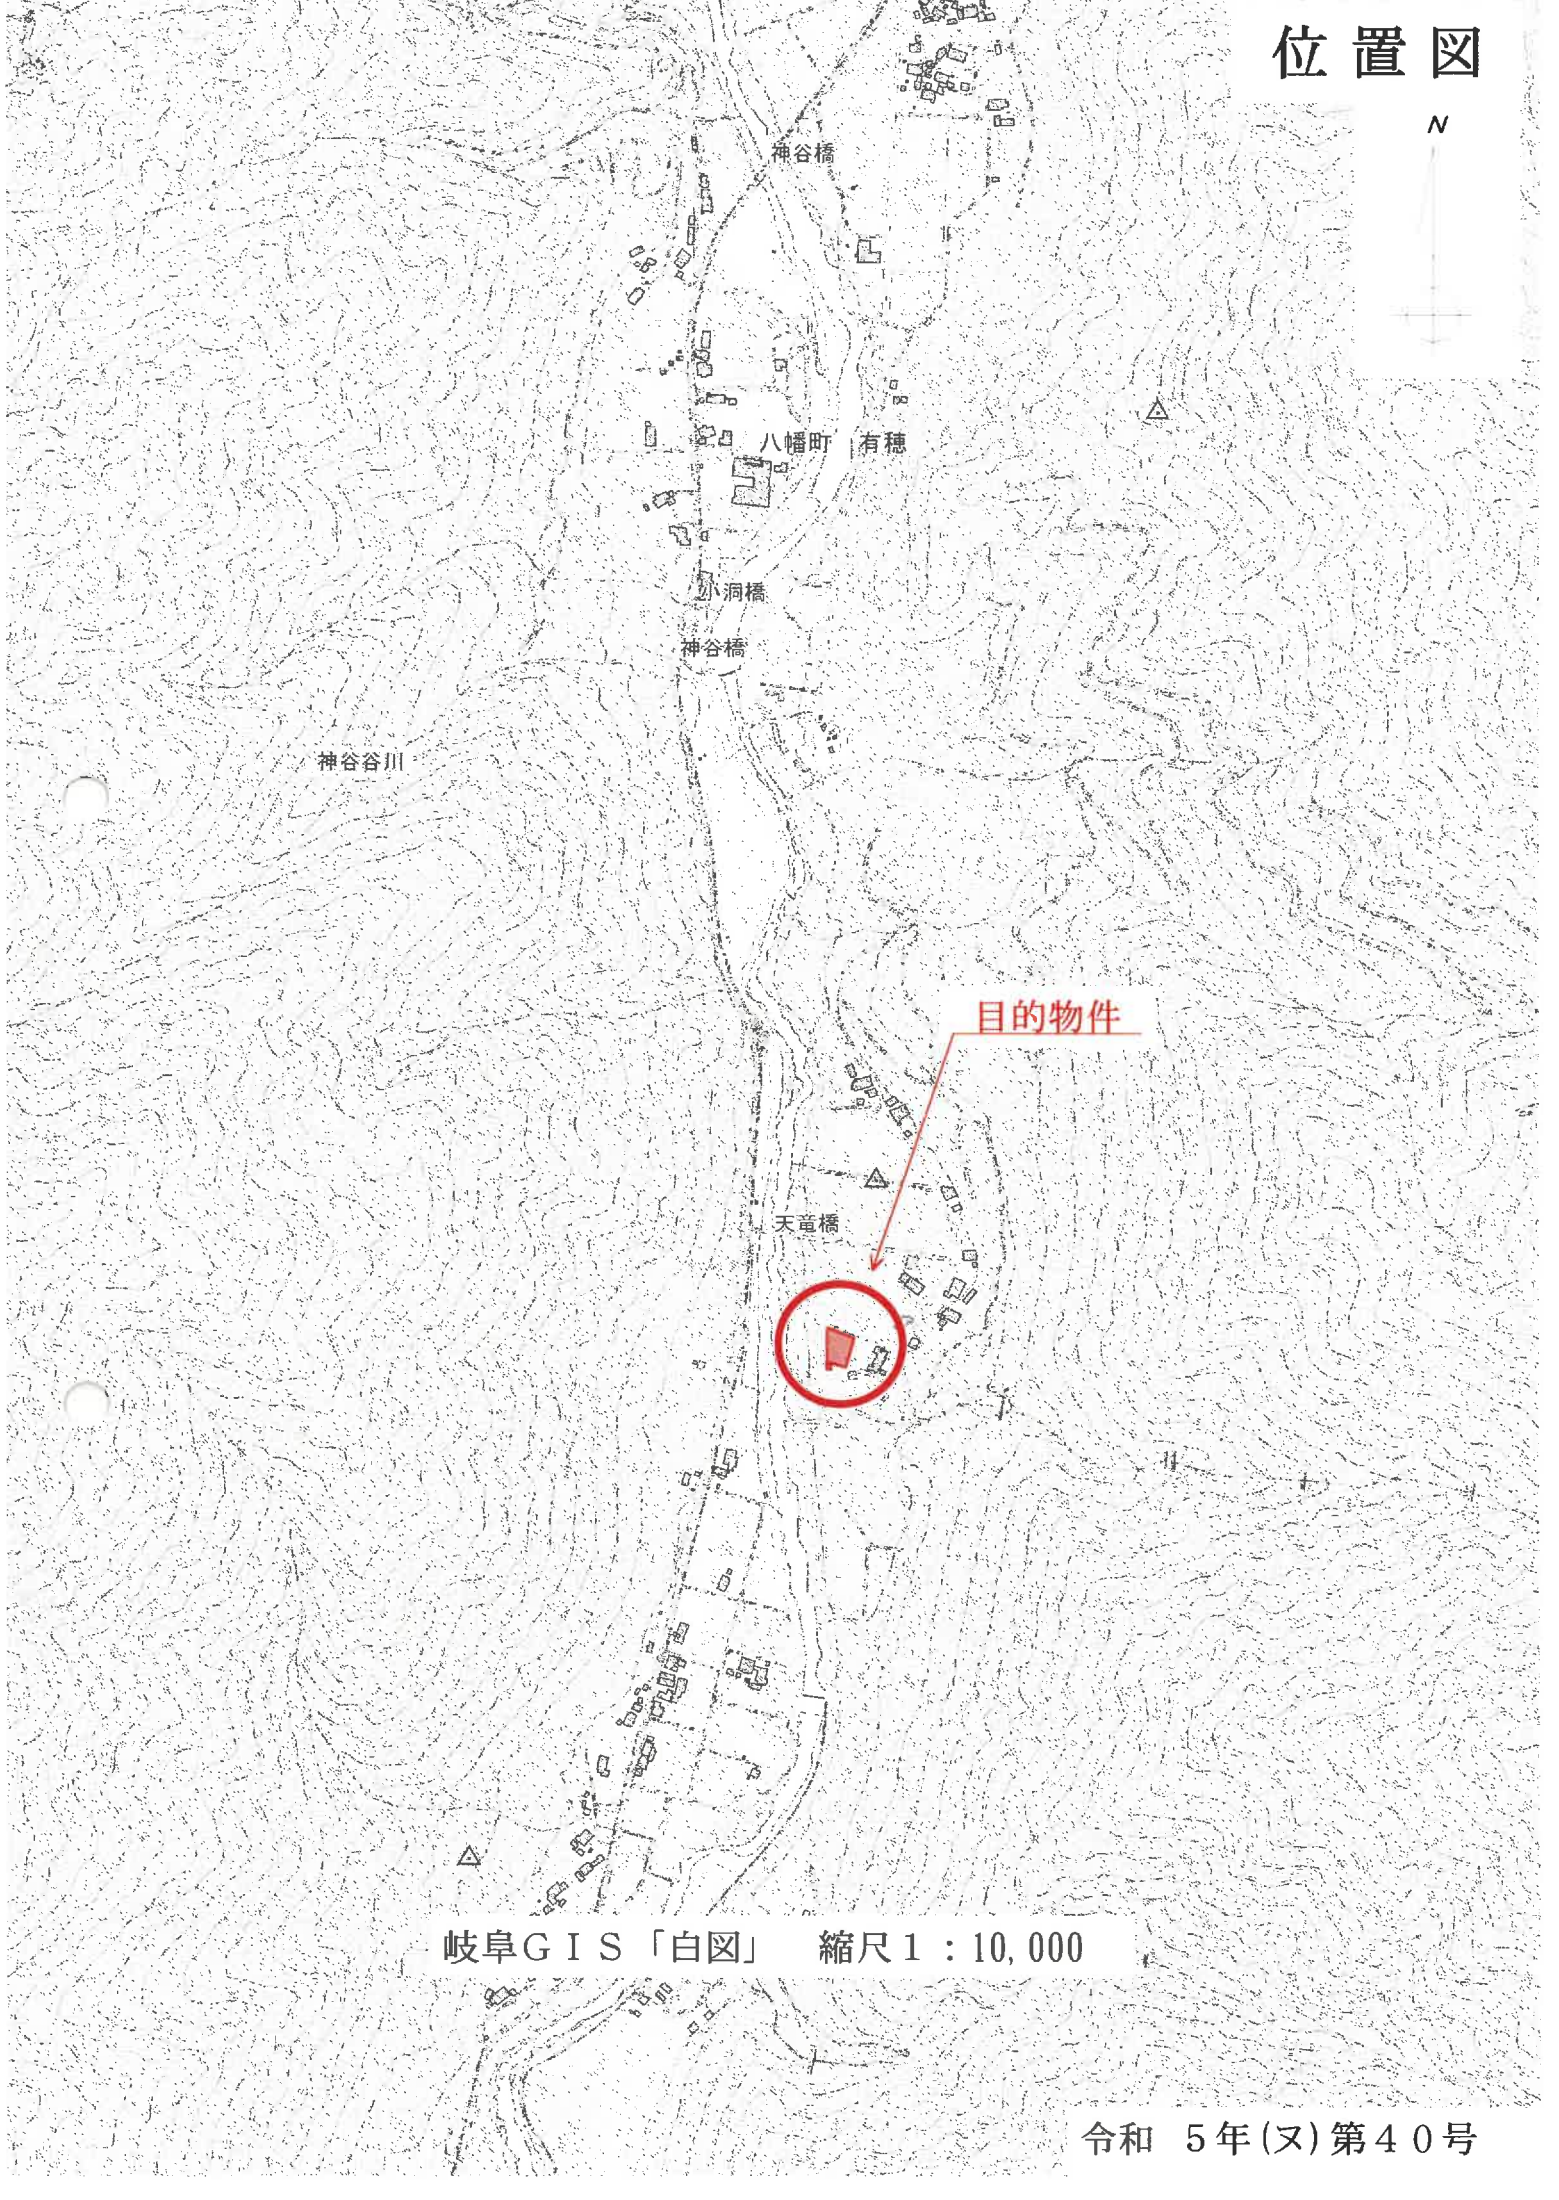 位置図
N
神谷橋
八幡町 有穂
小洞橋
神谷橋
神谷谷川
目的物件
天竜橋
岐阜GIS「白図」 縮尺1:10,000
令和 5年(ヌ)第40号